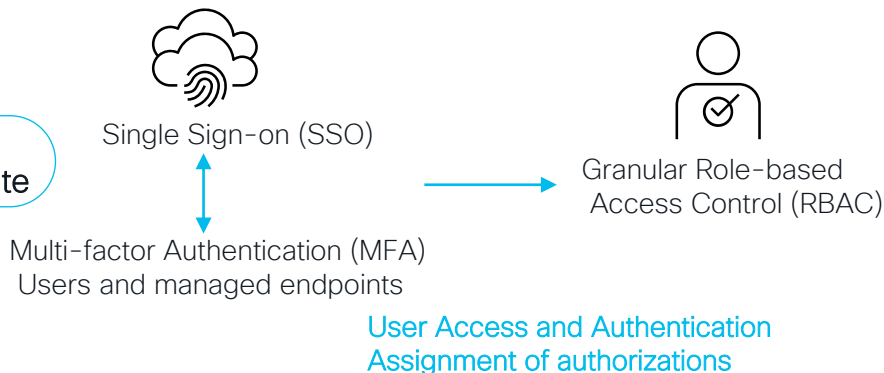 Single Sign-on (SSO)
te
Multi-factor Authentication (MFA)
Users and managed endpoints
Granular Role-based
Access Control (RBAC)
User Access and Authentication
Assignment of authorizations